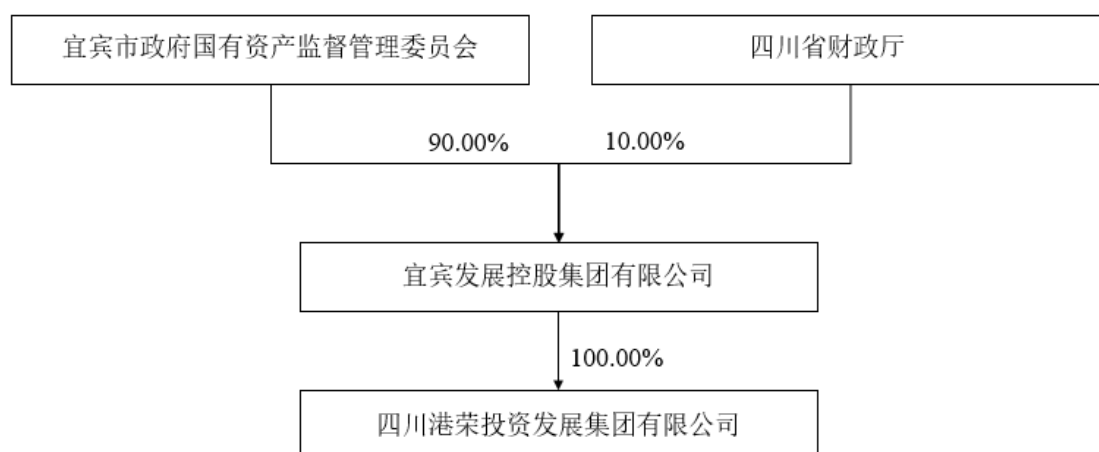 宜宾市政府国有资产监督管理委员会
四川省财政厅
90.00%
10.00%
宜宾发展控股集团有限公司
100.00%
四川港荣投资发展集团有限公司